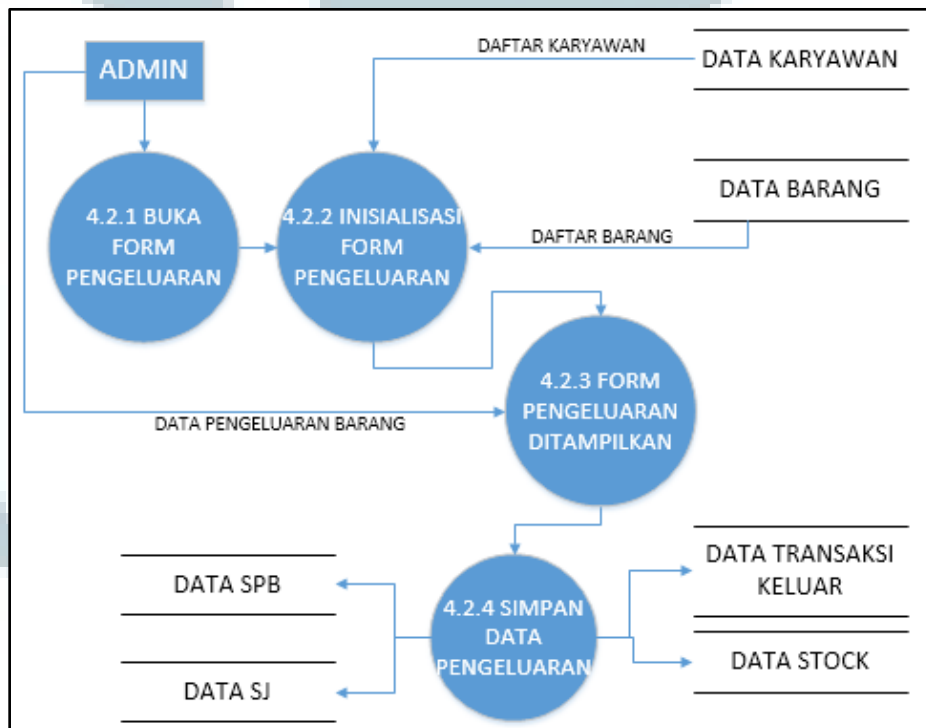 ADMIN
DAFTAR KARYAWAN
DATA KARYAWAN
DATA BARANG
4.2.1 BUKA
FORM
PENGELUARAN
4.2.2 INISIALISASI
FORM
PENGELUARAN
DAFTAR BARANG
4.2.3 FORM
PENGELUARAN
DITAMPILKAN
DATA PENGELUARAN BARANG
DATA SPB
DATA SJ
4.2.4 SIMPAN
DATA
PENGELUARAN
DATA TRANSAKSI
KELUAR
DATA STOCK